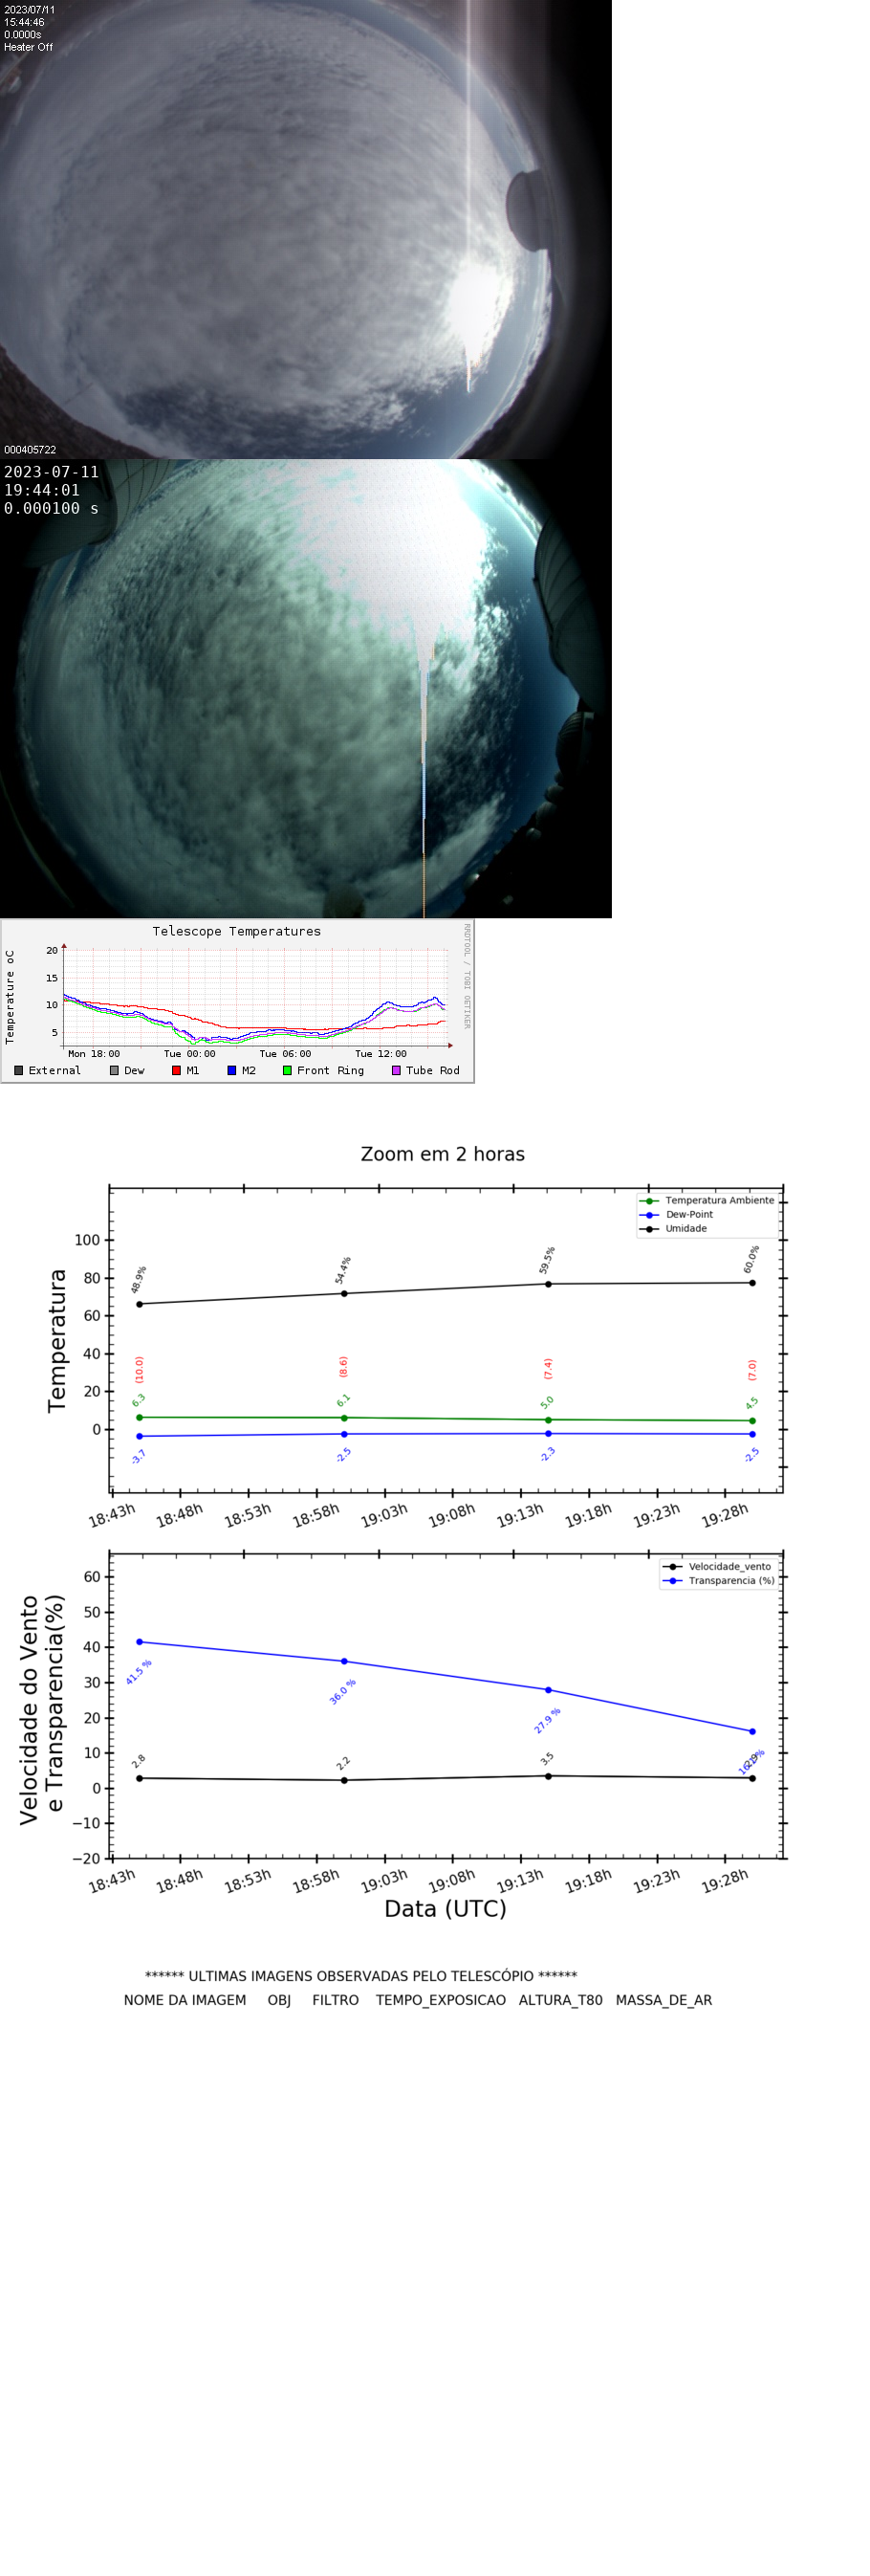 2023/07/11
15:44:46
0.0000s
Heater Off
000405722
2023-07-11
19:44:01
0.000100 s
Telescope Temperatures
RRDTOOL / TOBI OETIKER
Temperature oC
20
15
10
5
Mon 18:00 Tue 00:00 Tue 06:00 Tue 12:00
External Dew M1 M2 Front Ring Tube Rod
Zoom em 2 horas
Temperatura
Temperatura Ambiente
Dew-Point
Umidade
100
80
60
40
20
0
48.9% 54.4% 59.5% 60.0%
(10.0) (8.6) (7.4) (7.0)
6.3 6.1 5.0 4.5
-3.7 -2.5 -2.3 -2.5
18:43h 18:48h 18:53h 18:58h 19:03h 19:08h 19:13h 19:18h 19:23h 19:28h
Velocidade do Vento
e Transparencia(%)
Velocidade_vento
Transparencia (%)
60
50
40
30
20
10
0
−10
−20
41.5 % 36.0 % 27.9 %
2.8 2.2 3.5
18:43h 18:48h 18:53h 18:58h 19:03h 19:08h 19:13h 19:18h 19:23h 19:28h
Data (UTC)
****** ULTIMAS IMAGENS OBSERVADAS PELO TELESCÓPIO ******
NOME DA IMAGEM OBJ FILTRO TEMPO_EXPOSICAO ALTURA_T80 MASSA_DE_AR